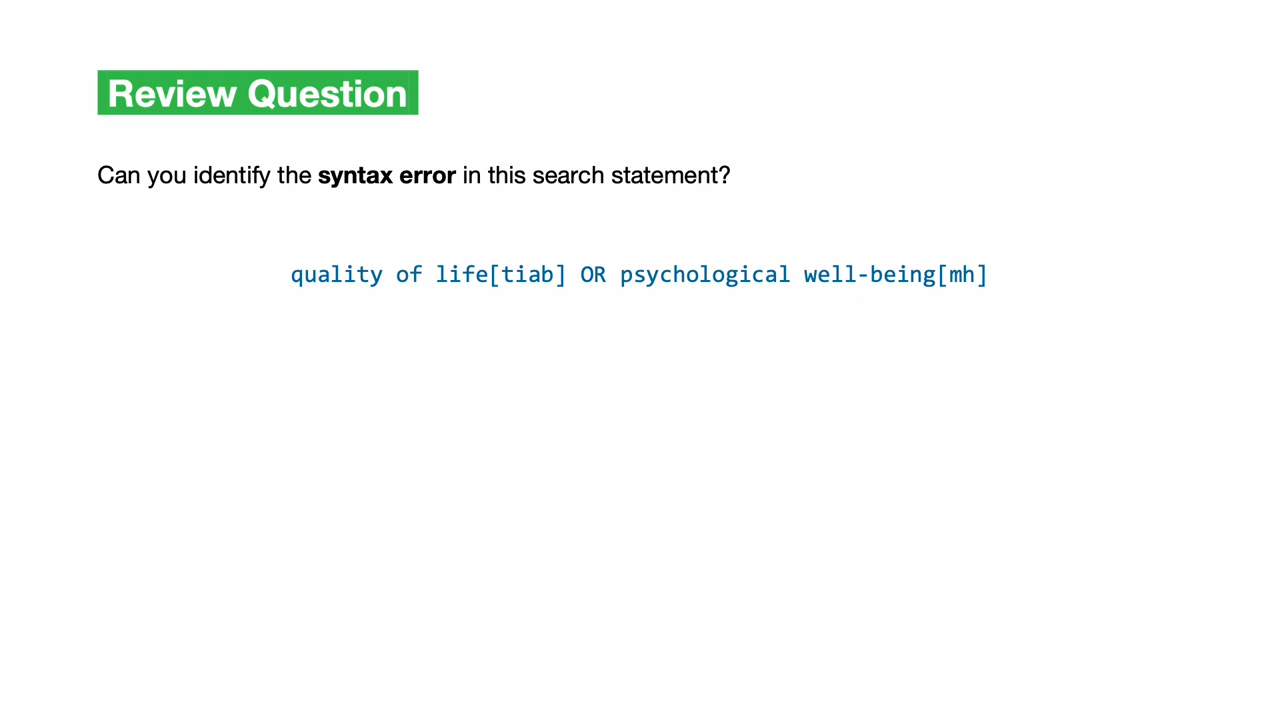 Review Question
Can you identify the syntax error in this search statement?
quality of life[tiab] OR psychological well-being[mh]